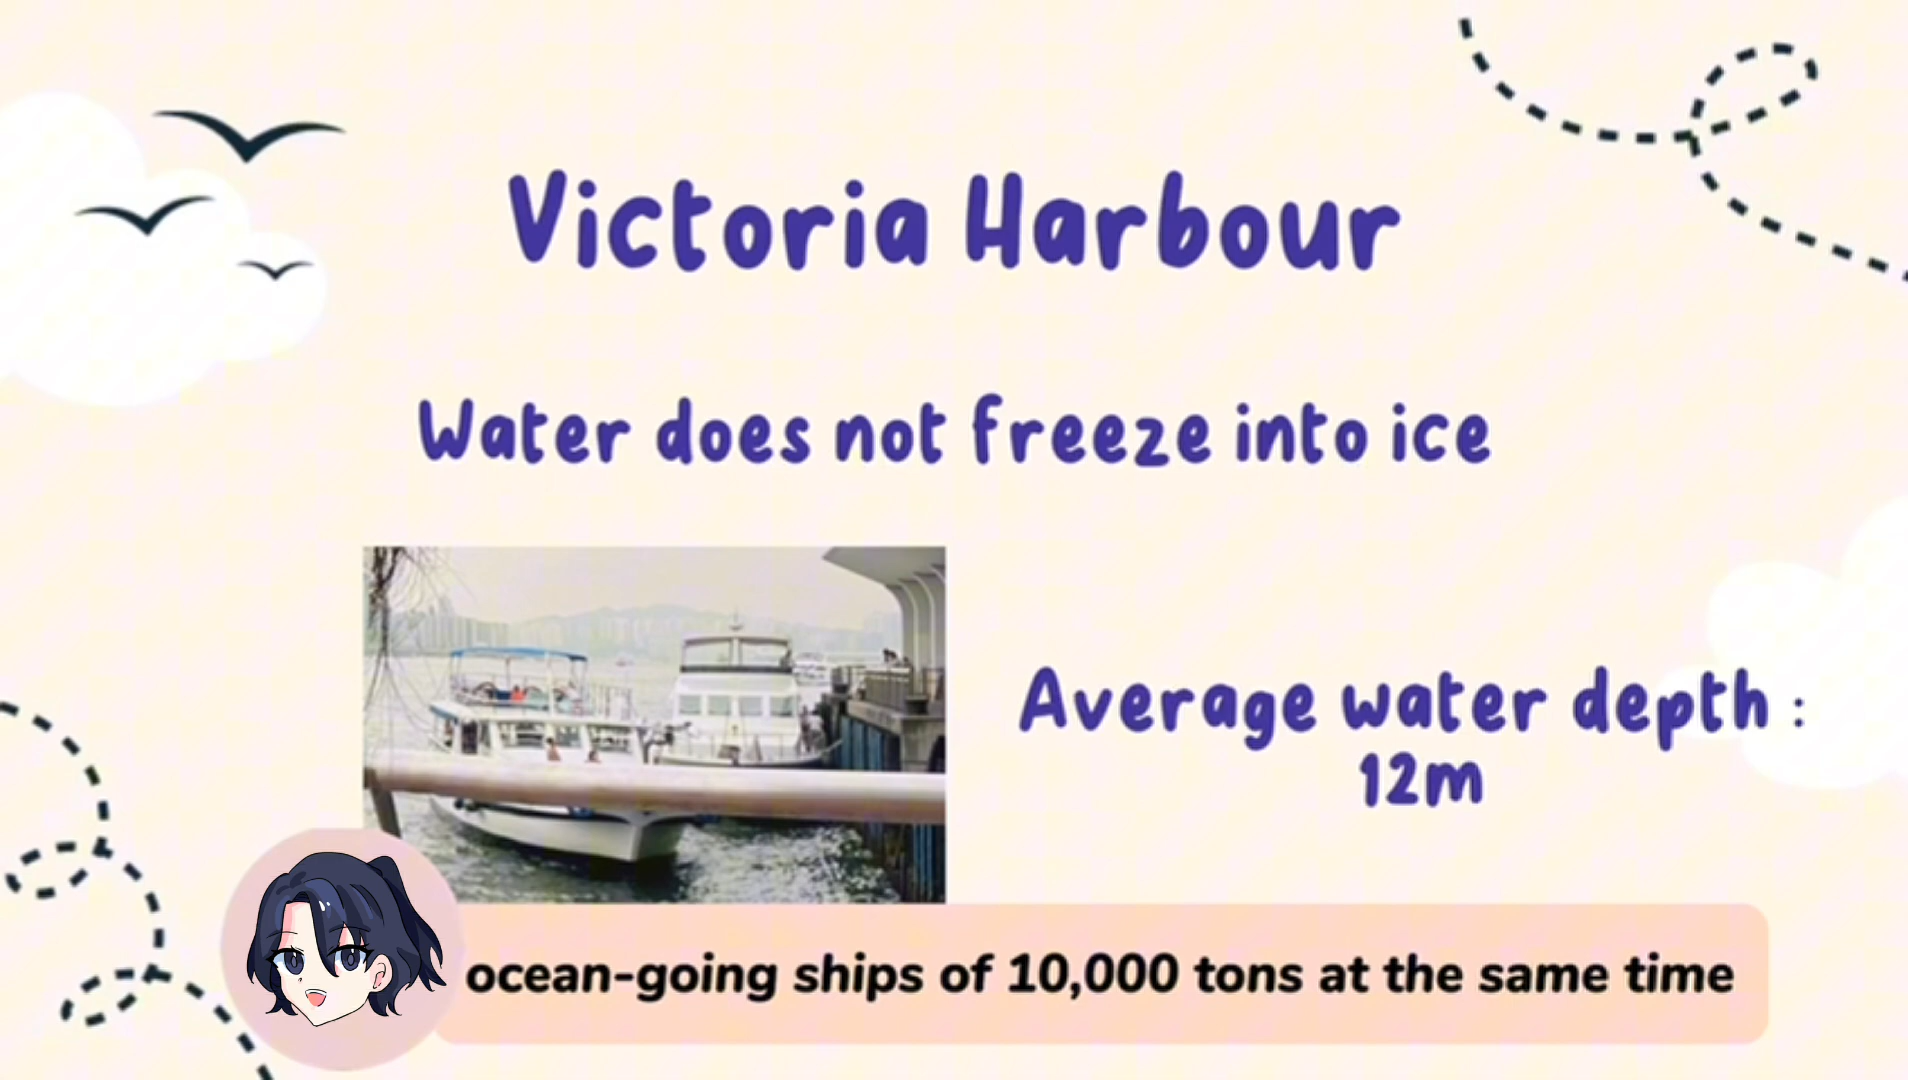 Victoria Harbour
Water does not freeze into ice
Average water depth :
12m
ocean-going ships of 10,000 tons at the same time